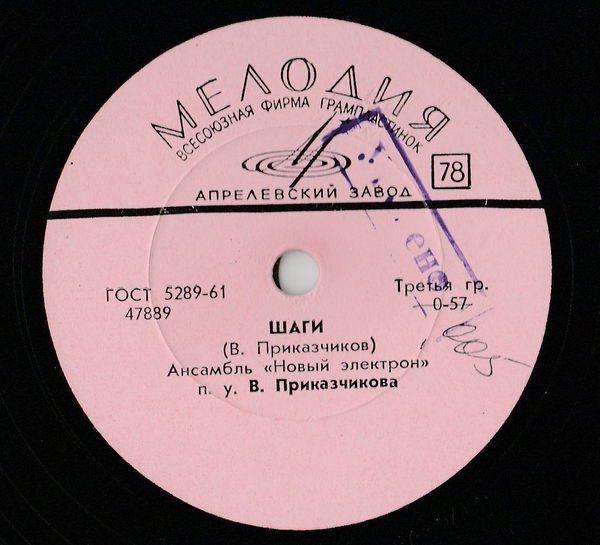 МЕЛОДИЯ
ВСЕСОЮЗНАЯ ФИРМА ГРАМПЛАСТИНОК
78
АПРЕЛЕВСКИЙ ЗАВОД
ГОСТ 5289-61
47889
Третья гр.
0-57
ШАГИ
(В. Приказчиков)
Ансамбль «Новый электрон»
п. у. В. Приказчикова